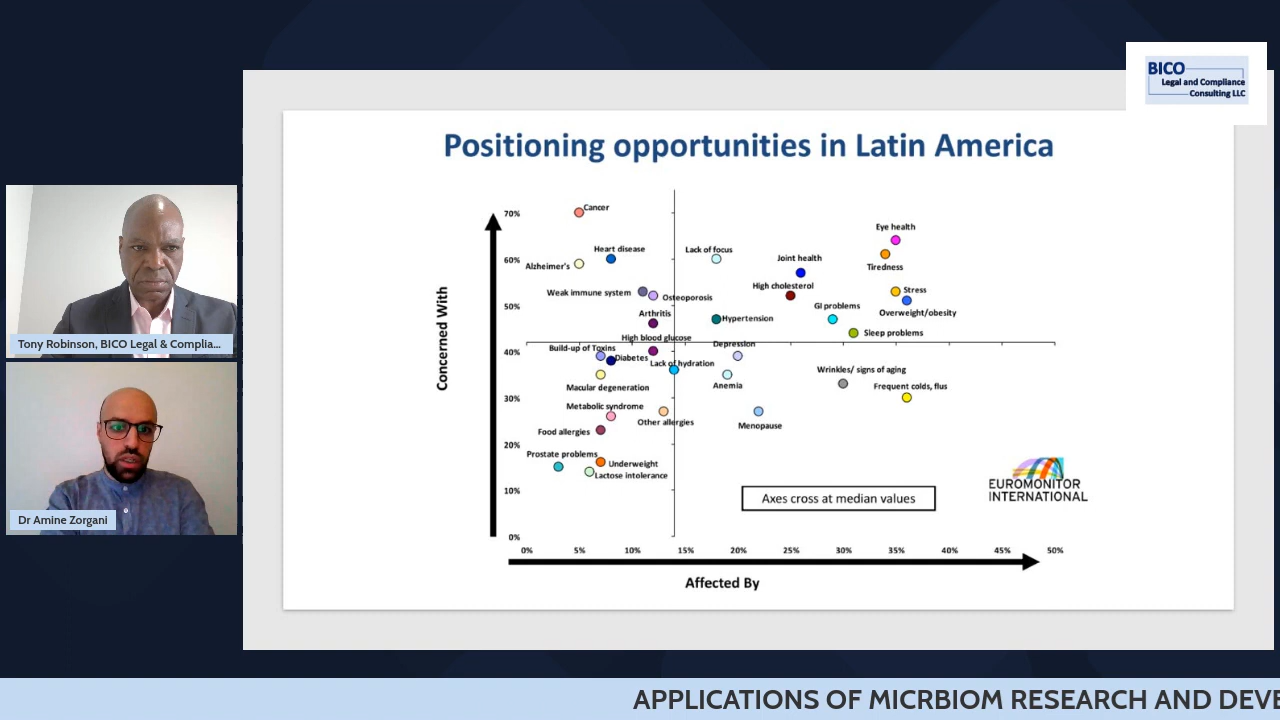 BICO
Legal and Compliance
Consulting LLC
Positioning opportunities in Latin America
Concerned With
70%
60%
50%
40%
30%
20%
10%
0%
Cancer
Eye health
Heart disease
Lack of focus
Joint health
Alzheimer's
Tiredness
High cholesterol
Weak immune system
Osteoporosis
Stress
GI problems
Overweight/obesity
Arthritis
Hypertension
Sleep problems
High blood glucose
Depression
Build-up of Toxins
Diabetes
Lack of hydration
Wrinkles/ signs of aging
Macular degeneration
Anemia
Frequent colds, flus
Metabolic syndrome
Other allergies
Menopause
Food allergies
Prostate problems
Underweight
Lactose intolerance
Axes cross at median values
EUROMONITOR
INTERNATIONAL
0% 5% 10% 15% 20% 25% 30% 35% 40% 45% 50%
Affected By
Tony Robinson, BICO Legal & Complia...
Dr Amine Zorgani
APPLICATIONS OF MICRBIOM RESEARCH AND DEVE